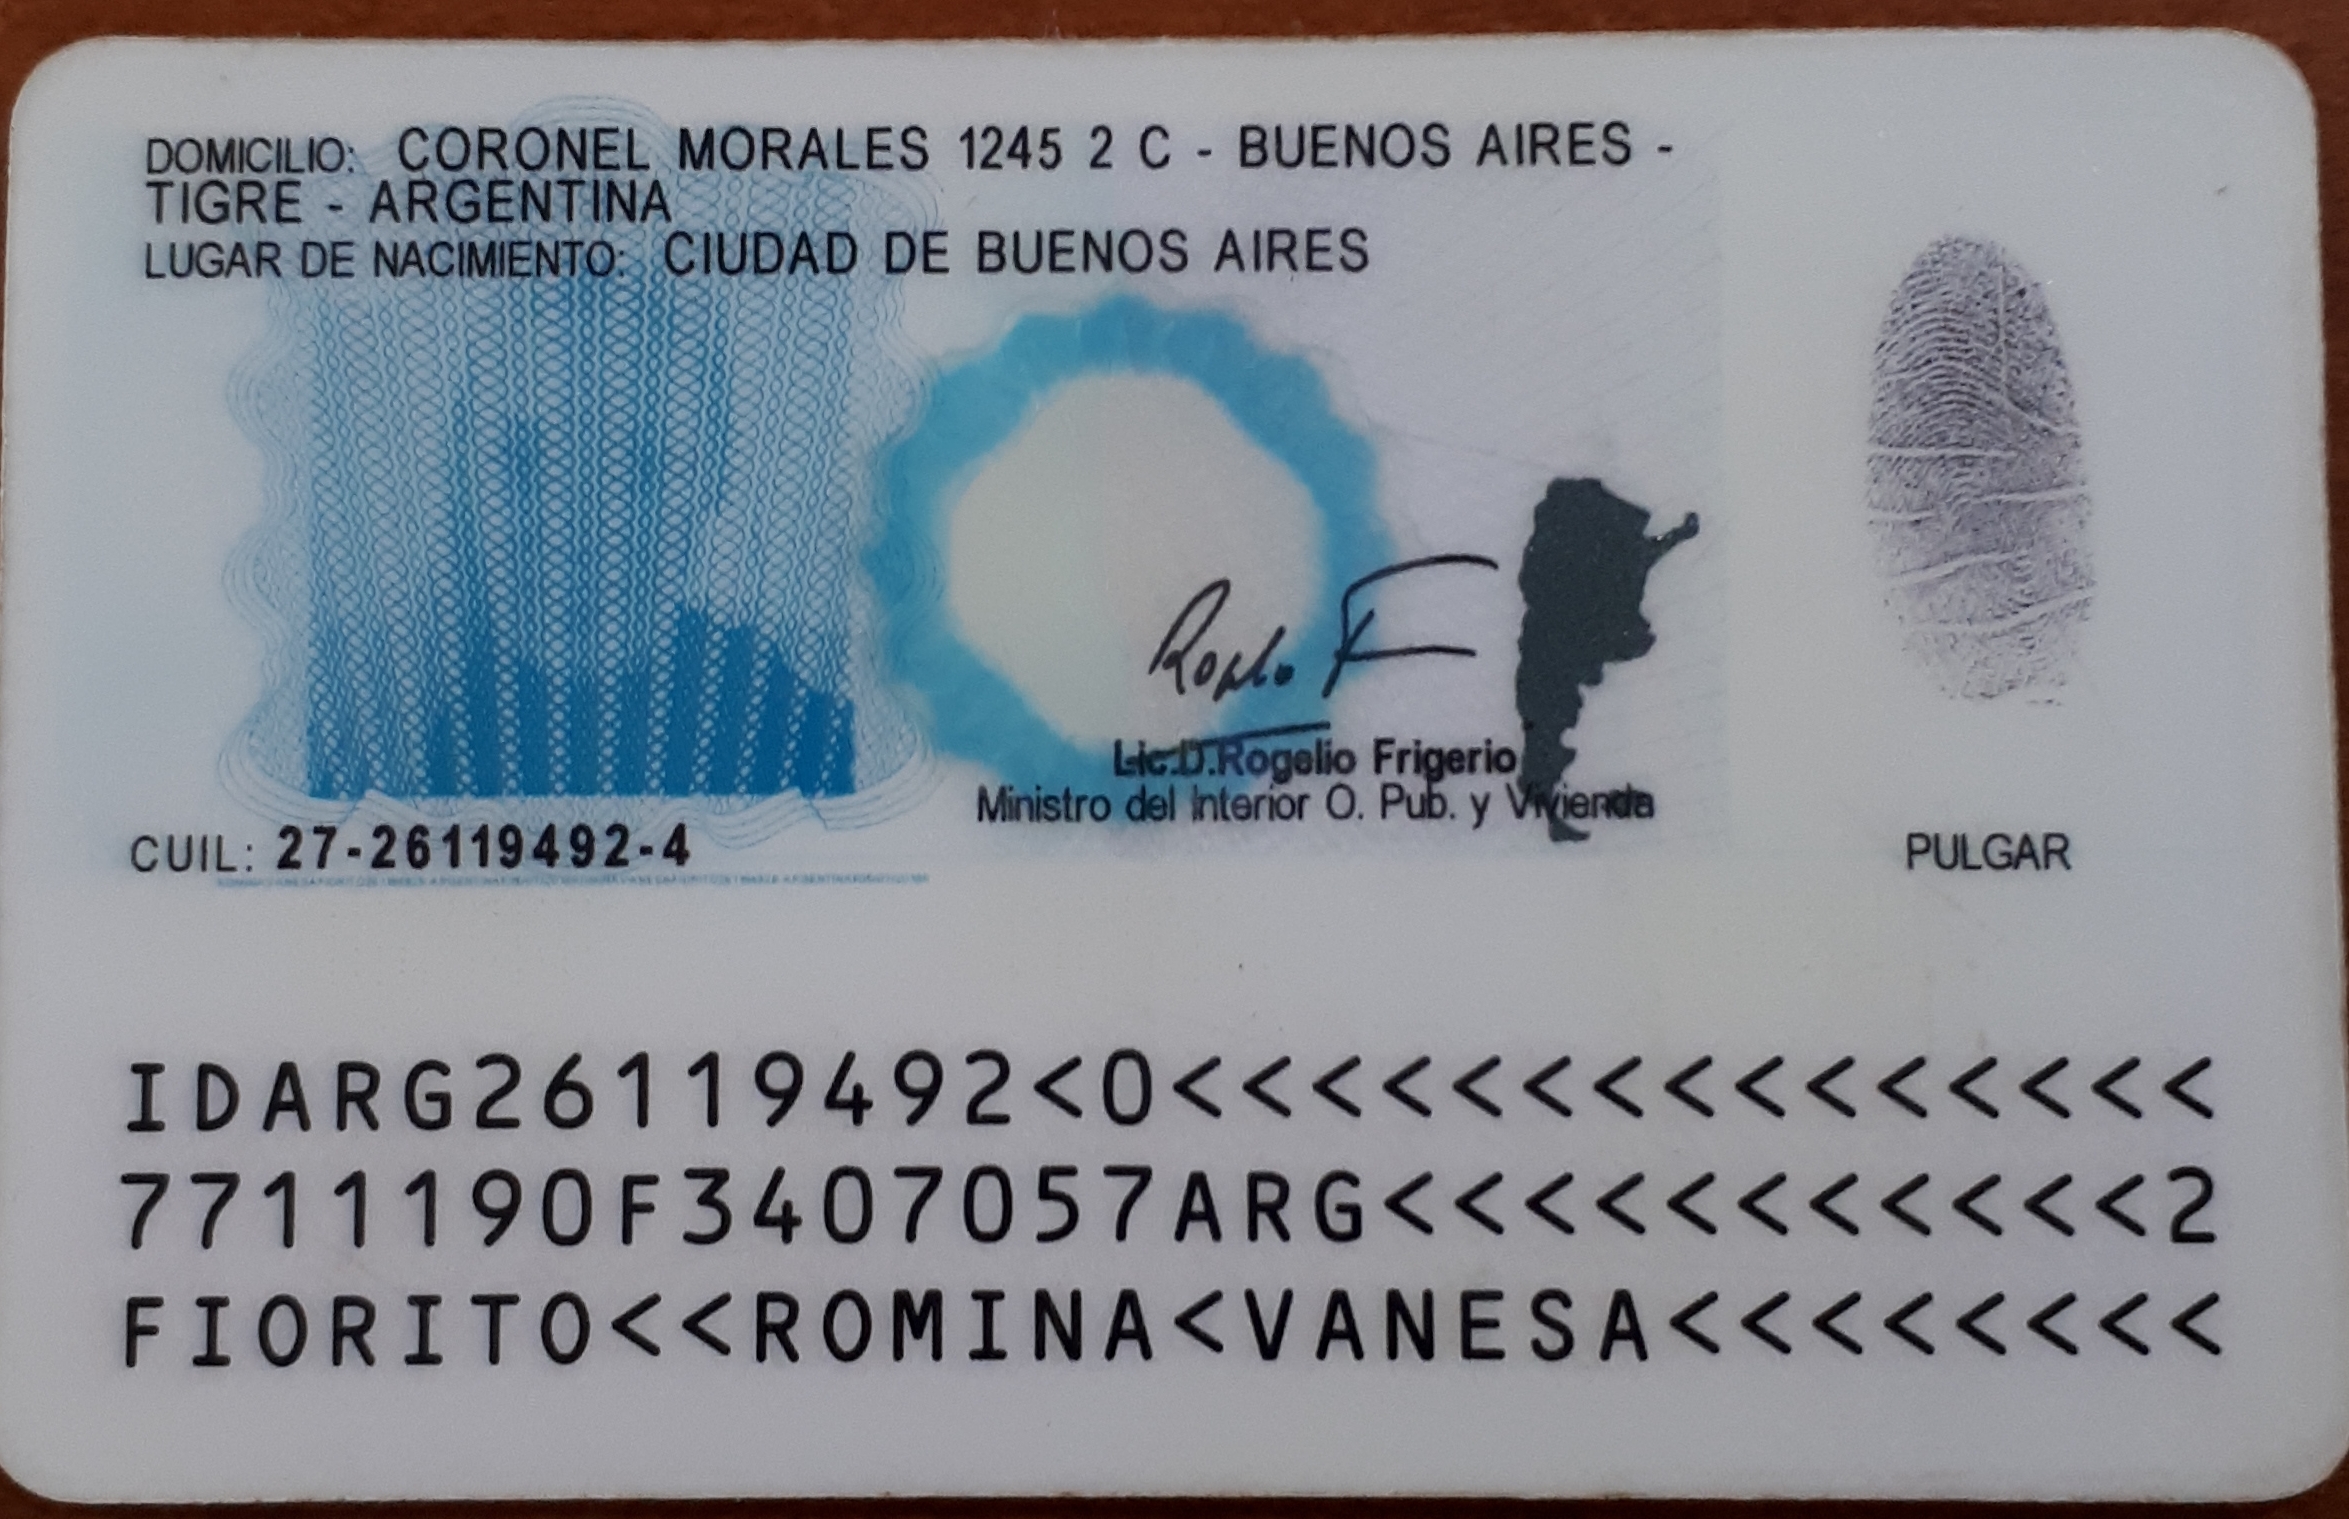 DOMICILIO: CORONEL MORALES 1245 2 C - BUENOS AIRES -
TIGRE - ARGENTINA
LUGAR DE NACIMIENTO: CIUDAD DE BUENOS AIRES
Lic.D.Rogelio Frigerio
Ministro del Interior O. Pub. y Vivienda
CUIL: 27-26119492-4
PULGAR
IDARG26119492<0<<<<<<<<<<<<<<<
7711190F3407057ARG<<<<<<<<<<<2
FIORITO<<ROMINA<VANESA<<<<<<<<